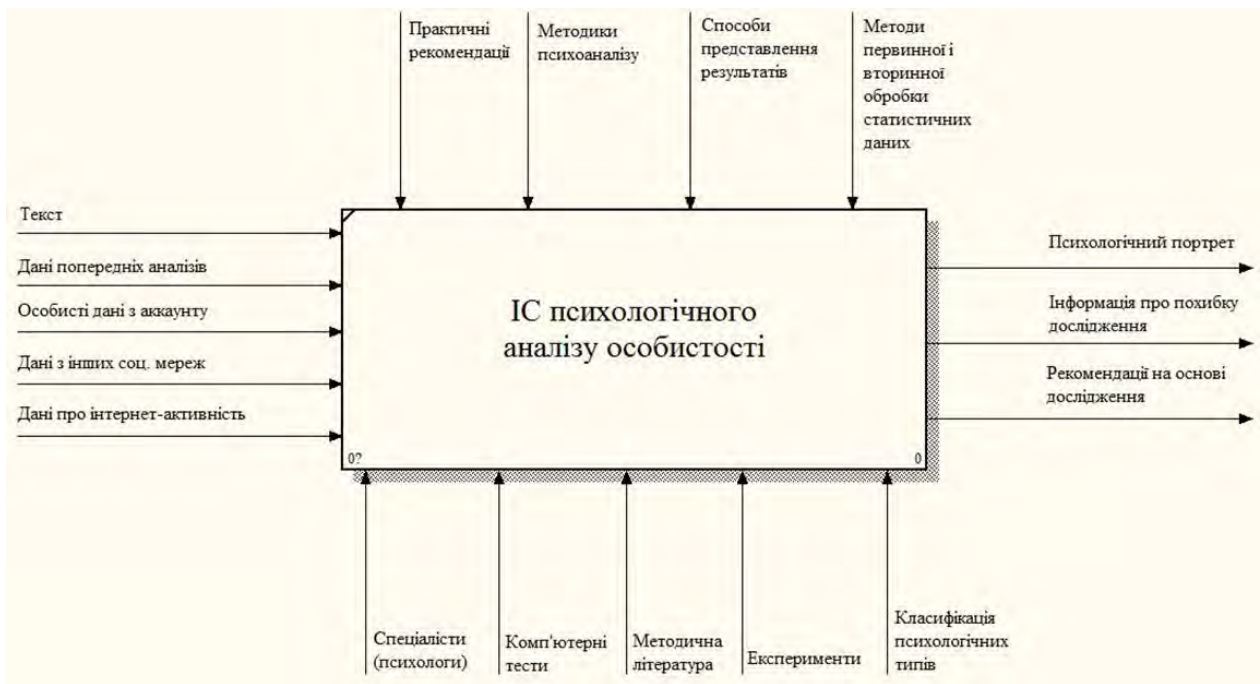 Практичні
рекомендації
Методики
психоаналізу
Способи
представлення
результатів
Методи
первинної і
вторинної
обробки
статистичних
даних
Текст
Дані попередніх аналізів
Особисті дані з аккаунту
Дані з інших соц. мереж
Дані про інтернет-активність
ІС психологічного
аналізу особистості
0?
0
Психологічний портрет
Інформація про похибку
дослідження
Рекомендації на основі
дослідження
Спеціалісти
(психологи)
Комп'ютерні
тести
Методична
література
Експерименти
Класифікація
психологічних
типів